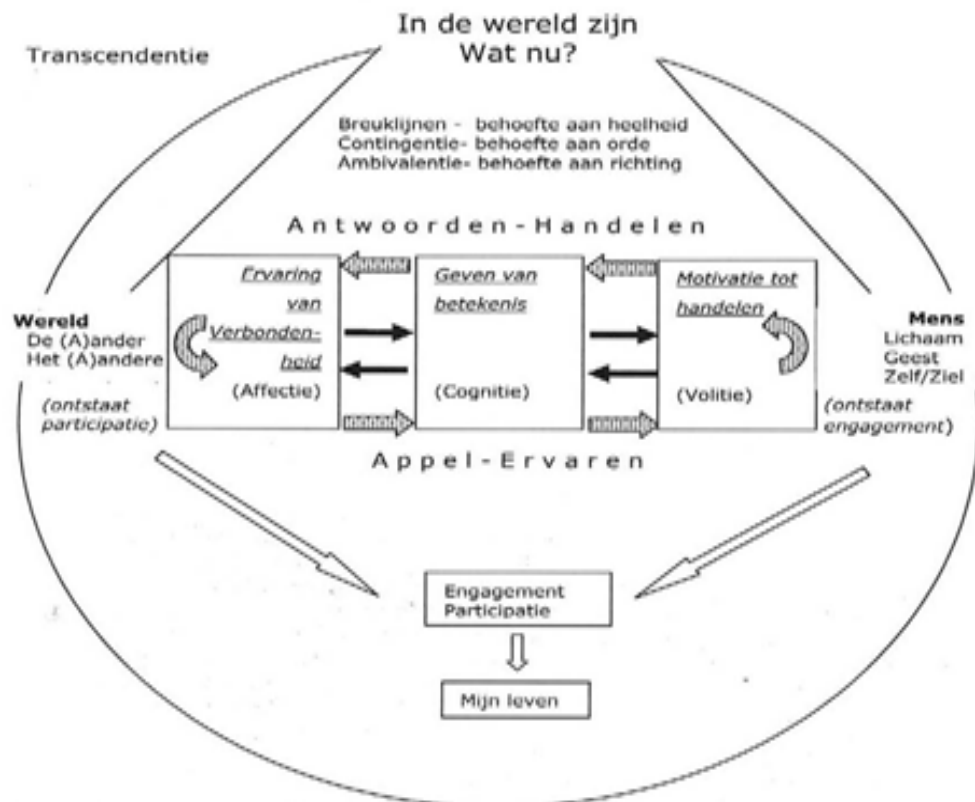 In de wereld zijn
Wat nu?
Transcendentie
Breuklijnen - behoefte aan heelheid
Contingentie- behoefte aan orde
Ambivalentie- behoefte aan richting
Antwoorden-Handelen
Ervaring
van
Verbonden-
heid
(Affectie)
Geven van
betekenis
(Cognitie)
Motivatie tot
handelen
(Volitie)
Wereld
De (A)ander
Het (A)andere
(ontstaat
participatie)
Mens
Lichaam
Geest
Zelf/Ziel
(ontstaat
engagement)
Appel-Ervaren
Engagement
Participatie
Mijn leven